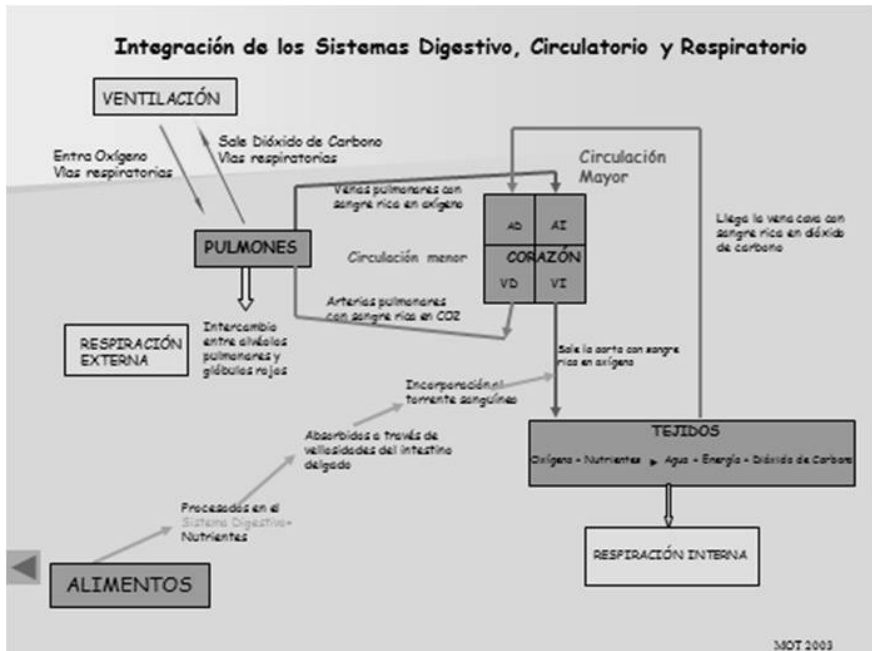 Integración de los Sistemas Digestivo, Circulatorio y Respiratorio
VENTILACIÓN
Entra Oxígeno
Vías respiratorias
Sale Dióxido de Carbono
Vías respiratorias
Circulación
Mayor
Venas pulmonares con
sangre rica en oxígeno
AD
AI
CORAZÓN
VD
VI
Llega la vena cava con
sangre rica en dióxido
de carbono
PULMONES
Circulación menor
Arterias pulmonares
con sangre rica en CO2
RESPIRACIÓN
EXTERNA
Intercambio
entre alvéolos
pulmonares y
glóbulos rojos
Sale la aorta con sangre
rica en oxígeno
Incorporación al
torrente sanguíneo
Absorbidos a través de
vellosidades del intestino
delgado
TEJIDOS
Oxígeno + Nutrientes Agua + Energía + Dióxido de Carbono
Procesados en el
Sistema Digestivo-
Nutrientes
RESPIRACIÓN INTERNA
ALIMENTOS
MOT 2003